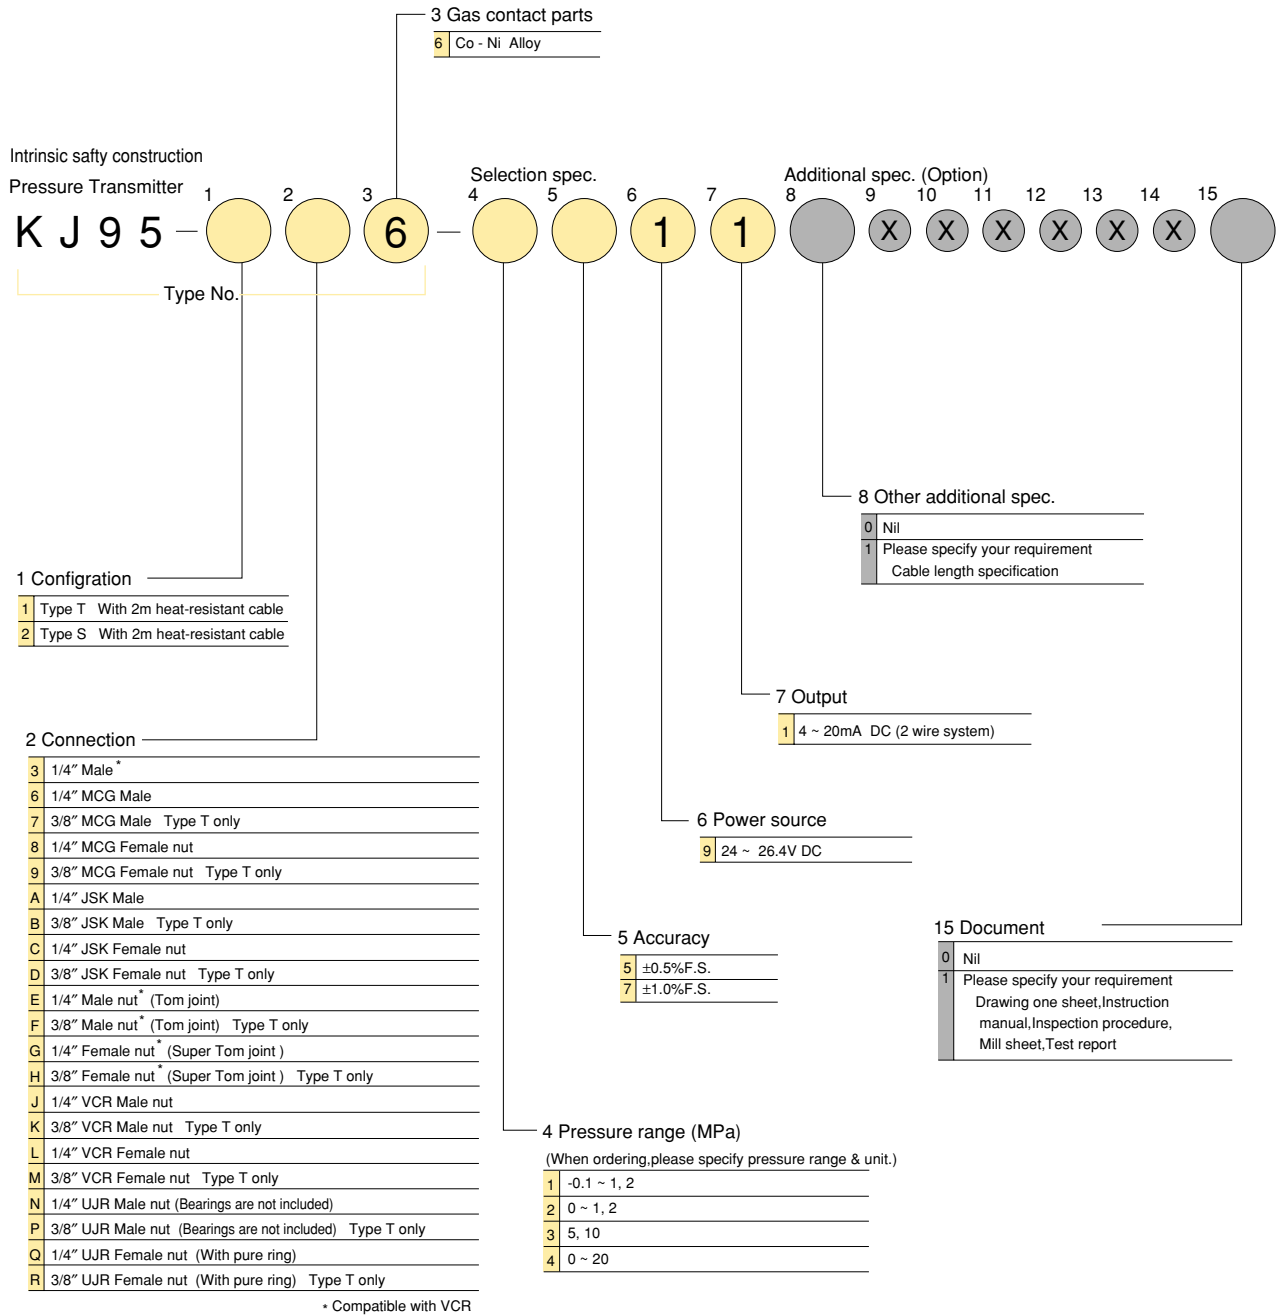 3 Gas contact parts
6 Co - Ni Alloy
Intrinsic safty construction
Pressure Transmitter
Selection spec.
Additional spec. (Option)
1 2 3 4 5 6 7 8 9 10 11 12 13 14 15
K J 9 5 — 6 — 1 1 X X X X X X
Type No.
8 Other additional spec.
0 Nil
1 Please specify your requirement
Cable length specification
1 Configration
1 Type T With 2m heat-resistant cable
2 Type S With 2m heat-resistant cable
7 Output
1 4 ~ 20mA DC (2 wire system)
2 Connection
3 1/4″ Male*
6 1/4″ MCG Male
7 3/8″ MCG Male Type T only
8 1/4″ MCG Female nut
9 3/8″ MCG Female nut Type T only
A 1/4″ JSK Male
B 3/8″ JSK Male Type T only
C 1/4″ JSK Female nut
D 3/8″ JSK Female nut Type T only
E 1/4″ Male nut* (Tom joint)
F 3/8″ Male nut* (Tom joint) Type T only
G 1/4″ Female nut* (Super Tom joint )
H 3/8″ Female nut* (Super Tom joint ) Type T only
J 1/4″ VCR Male nut
K 3/8″ VCR Male nut Type T only
L 1/4″ VCR Female nut
M 3/8″ VCR Female nut Type T only
N 1/4″ UJR Male nut (Bearings are not included)
P 3/8″ UJR Male nut (Bearings are not included) Type T only
Q 1/4″ UJR Female nut (With pure ring)
R 3/8″ UJR Female nut (With pure ring) Type T only
* Compatible with VCR
6 Power source
9 24 ~ 26.4V DC
5 Accuracy
5 ±0.5%F.S.
7 ±1.0%F.S.
15 Document
0 Nil
1 Please specify your requirement
Drawing one sheet,Instruction
manual,Inspection procedure,
Mill sheet,Test report
4 Pressure range (MPa)
(When ordering,please specify pressure range & unit.)
1 -0.1 ~ 1, 2
2 0 ~ 1, 2
3 5, 10
4 0 ~ 20